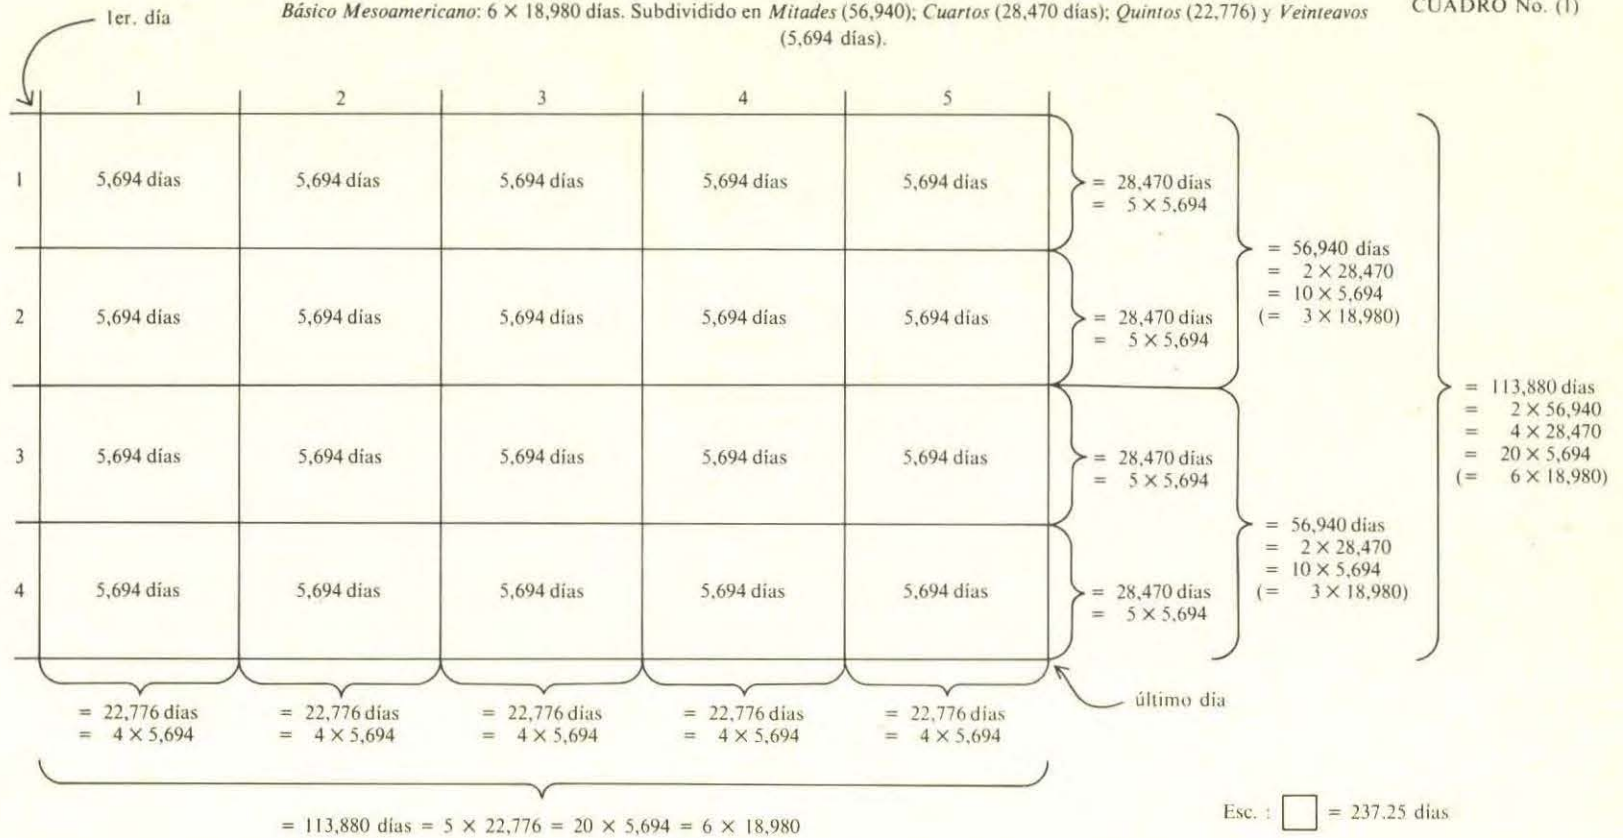 1er. día
Básico Mesoamericano: 6 × 18,980 días. Subdividido en Mitades (56,940); Cuartos (28,470 días); Quintos (22,776) y Veinteavos
(5,694 días).
CUADRO No. (1)
1 2 3 4 5
1 5,694 días 5,694 días 5,694 días 5,694 días 5,694 días
= 28,470 días
= 5 × 5,694
= 56,940 días
= 2 × 28,470
= 10 × 5,694
(= 3 × 18,980)
2 5,694 días 5,694 días 5,694 días 5,694 días 5,694 días
= 28,470 días
= 5 × 5,694
= 113,880 días
= 2 × 56,940
= 4 × 28,470
= 20 × 5,694
(= 6 × 18,980)
3 5,694 días 5,694 días 5,694 días 5,694 días 5,694 días
= 28,470 días
= 5 × 5,694
= 56,940 días
= 2 × 28,470
= 10 × 5,694
(= 3 × 18,980)
4 5,694 días 5,694 días 5,694 días 5,694 días 5,694 días
= 28,470 días
= 5 × 5,694
último día
= 22,776 días = 22,776 días = 22,776 días = 22,776 días = 22,776 días
= 4 × 5,694 = 4 × 5,694 = 4 × 5,694 = 4 × 5,694 = 4 × 5,694
= 113,880 días = 5 × 22,776 = 20 × 5,694 = 6 × 18,980
Esc. : = 237.25 días